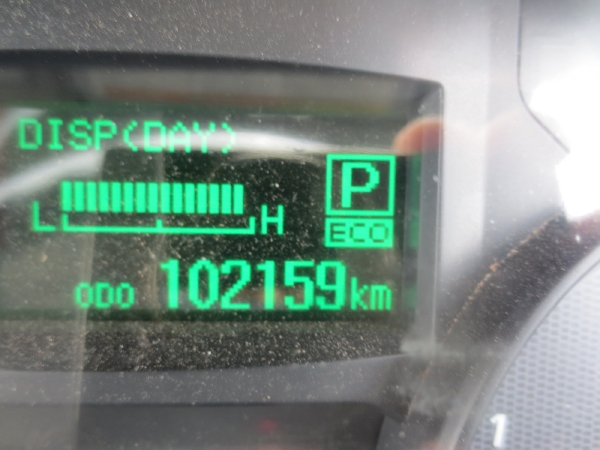 DISP(DAY)
P
L H
ECO
ODO 102159km
1